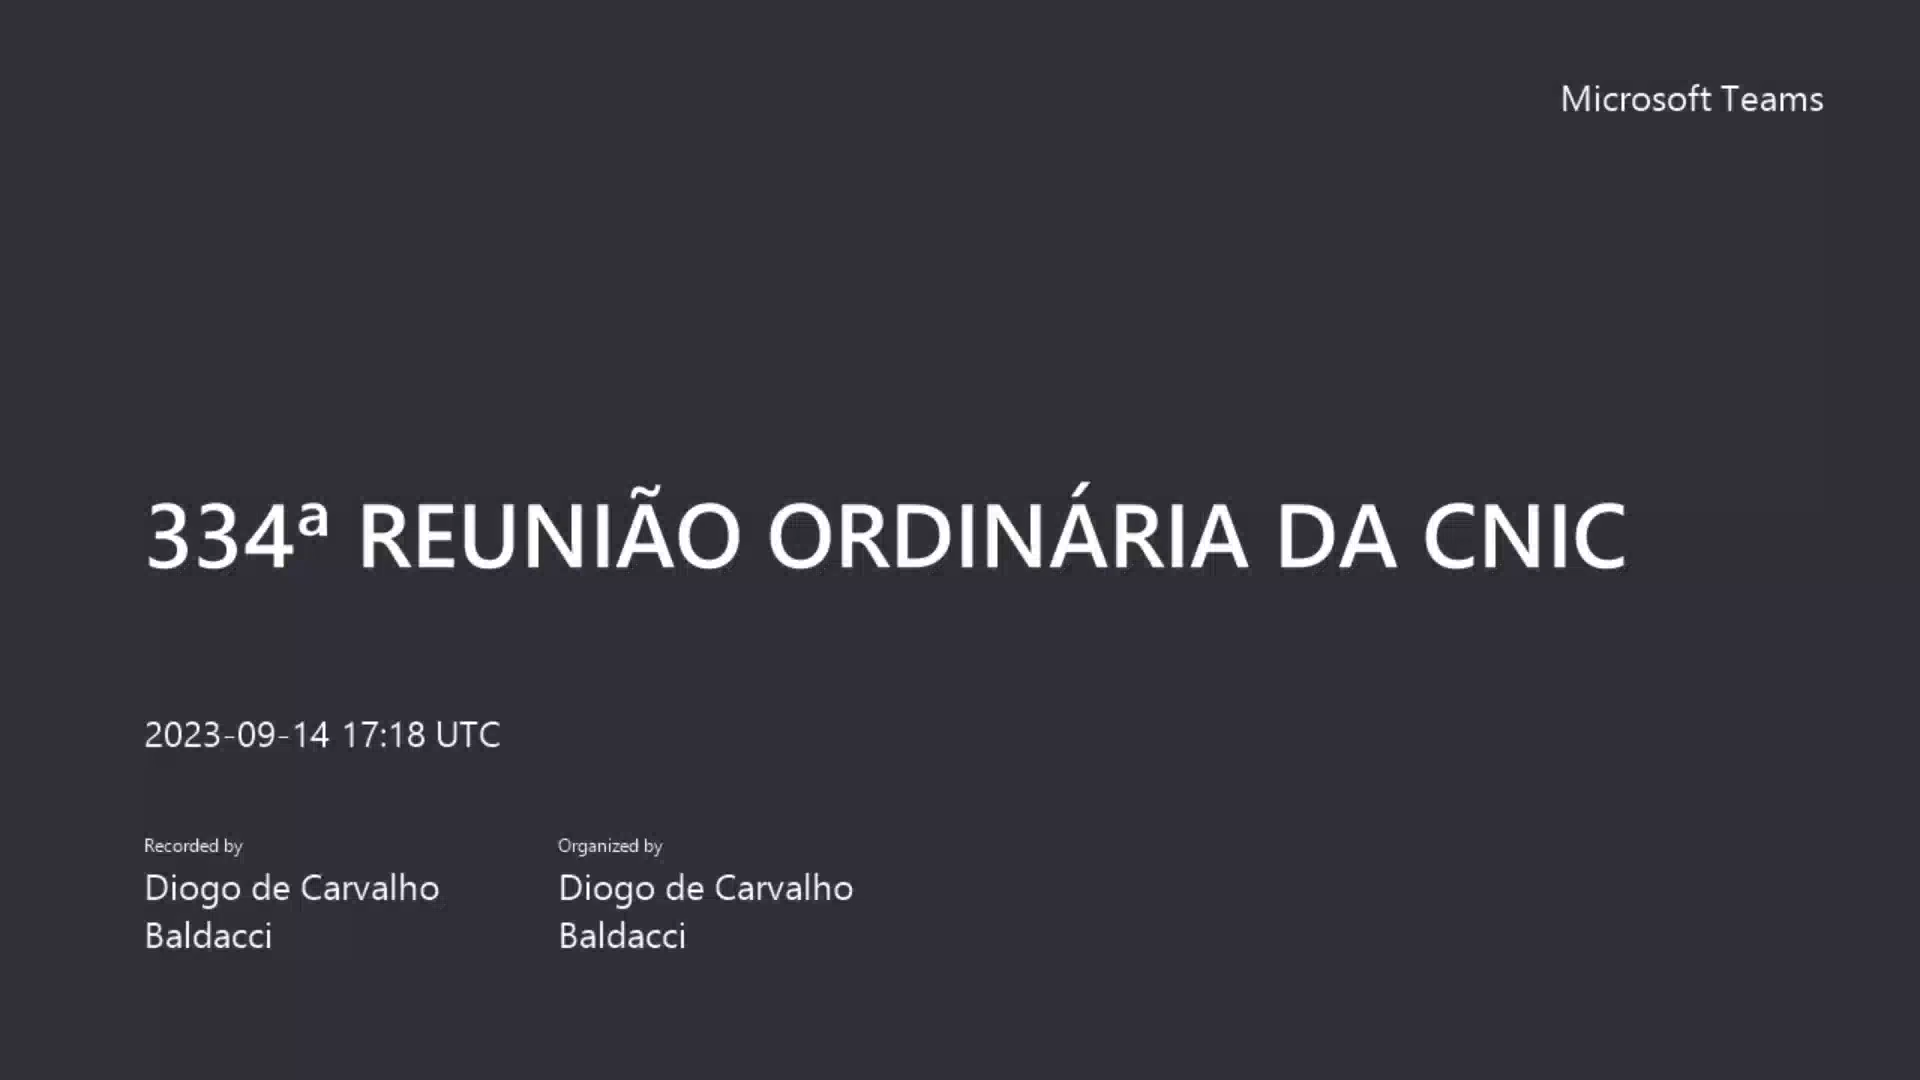 Microsoft Teams
334ª REUNIÃO ORDINÁRIA DA CNIC
2023-09-14 17:18 UTC
Recorded by
Diogo de Carvalho
Baldacci
Organized by
Diogo de Carvalho
Baldacci